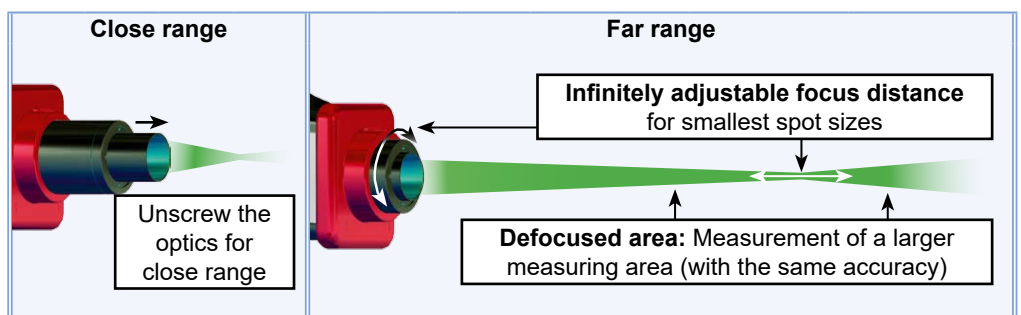 Close range
Unscrew the
optics for
close range
Far range
Infinitely adjustable focus distance
for smallest spot sizes
Defocused area: Measurement of a larger
measuring area (with the same accuracy)